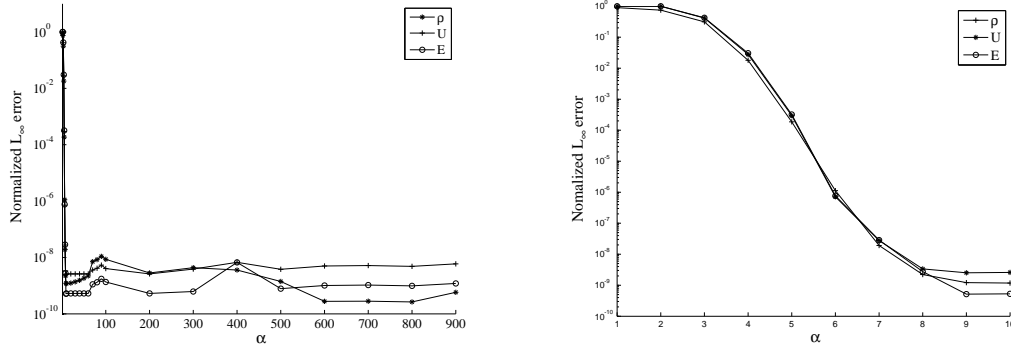 Normalized L∞ error
10^0
10^-2
10^-4
10^-6
10^-8
10^-10
100 200 300 400 500 600 700 800 900
α
ρ
U
E
Nomalized L∞ error
10^0
10^-1
10^-2
10^-3
10^-4
10^-5
10^-6
10^-7
10^-8
10^-9
10^-10
1 2 3 4 5 6 7 8 9 10
α
ρ
U
E